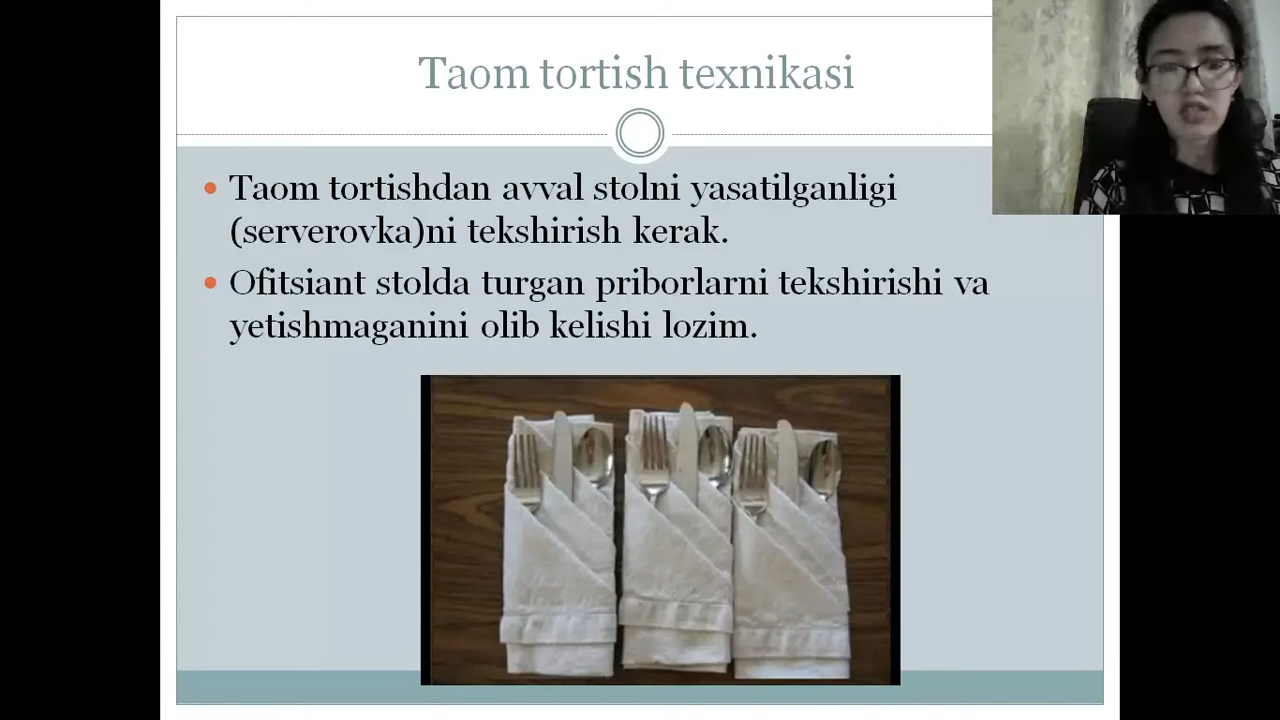 Taom tortish texnikasi
Taom tortishdan avval stolni yasatilganligi
(serverovka)ni tekshirish kerak.
Ofitsiant stolda turgan priborlarni tekshirishi va
yetishmaganini olib kelishi lozim.